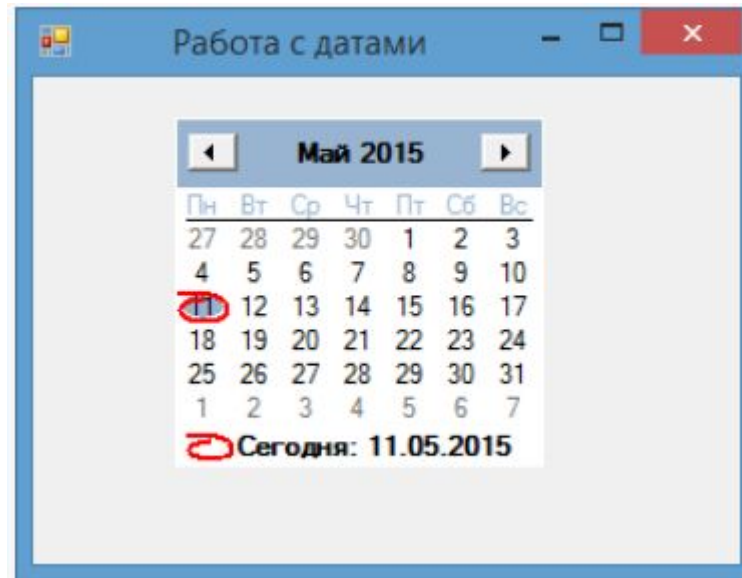 Работа с датами
Май 2015
Пн Вт Ср Чт Пт Сб Вс
27 28 29 30 1 2 3
4 5 6 7 8 9 10
11 12 13 14 15 16 17
18 19 20 21 22 23 24
25 26 27 28 29 30 31
1 2 3 4 5 6 7
Сегодня: 11.05.2015